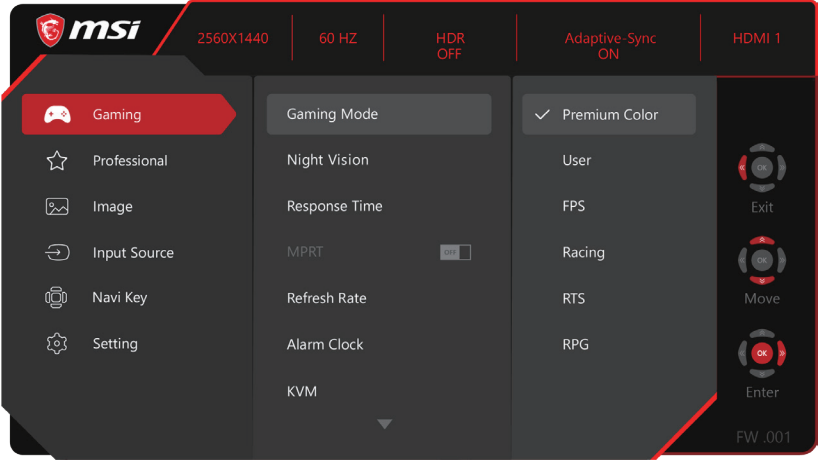 msi
2560X1440
60 HZ
HDR
OFF
Adaptive-Sync
ON
HDMI 1
Gaming
Professional
Image
Input Source
Navi Key
Setting
Gaming Mode
Night Vision
Response Time
MPRT OFF
Refresh Rate
Alarm Clock
KVM
Premium Color
User
FPS
Racing
RTS
RPG
OK
Exit
OK
Move
OK
Enter
FW .001